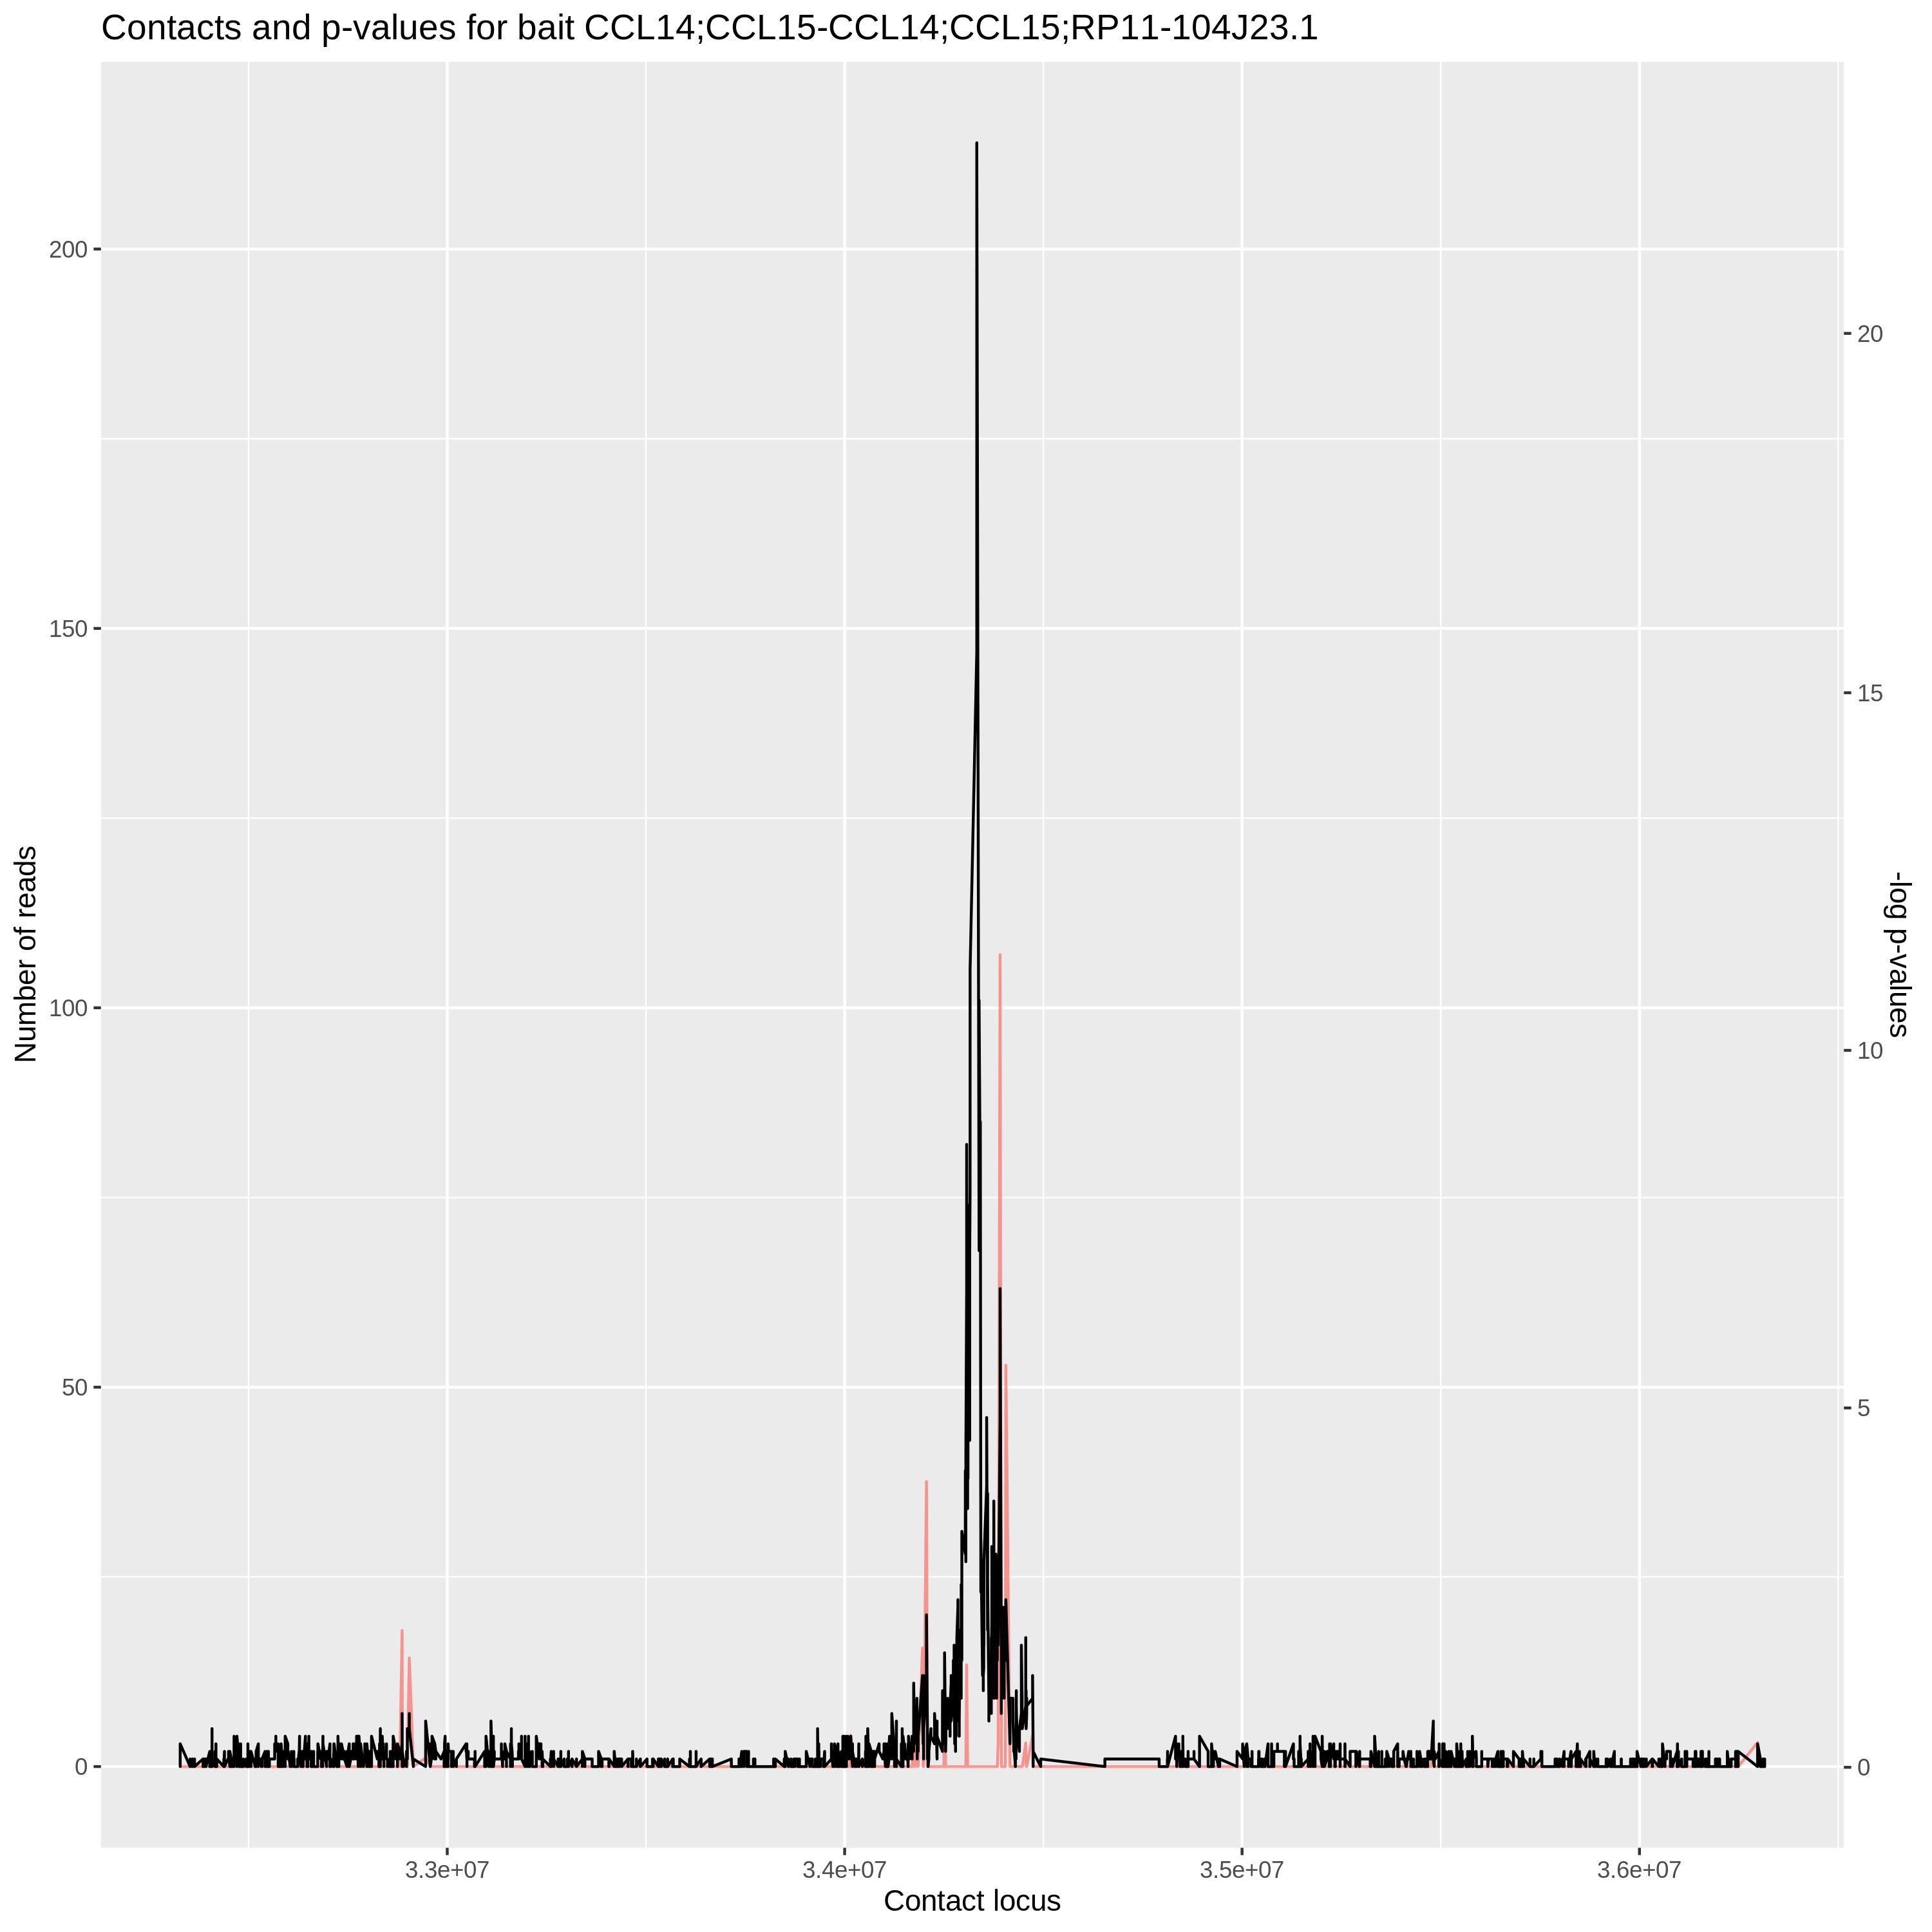 Contacts and p-values for bait CCL14;CCL15-CCL14;CCL15;RP11-104J23.1
Number of reads
200
150
100
50
0
20
15
10
5
0
-log p-values
3.3e+07
3.4e+07
3.5e+07
3.6e+07
Contact locus